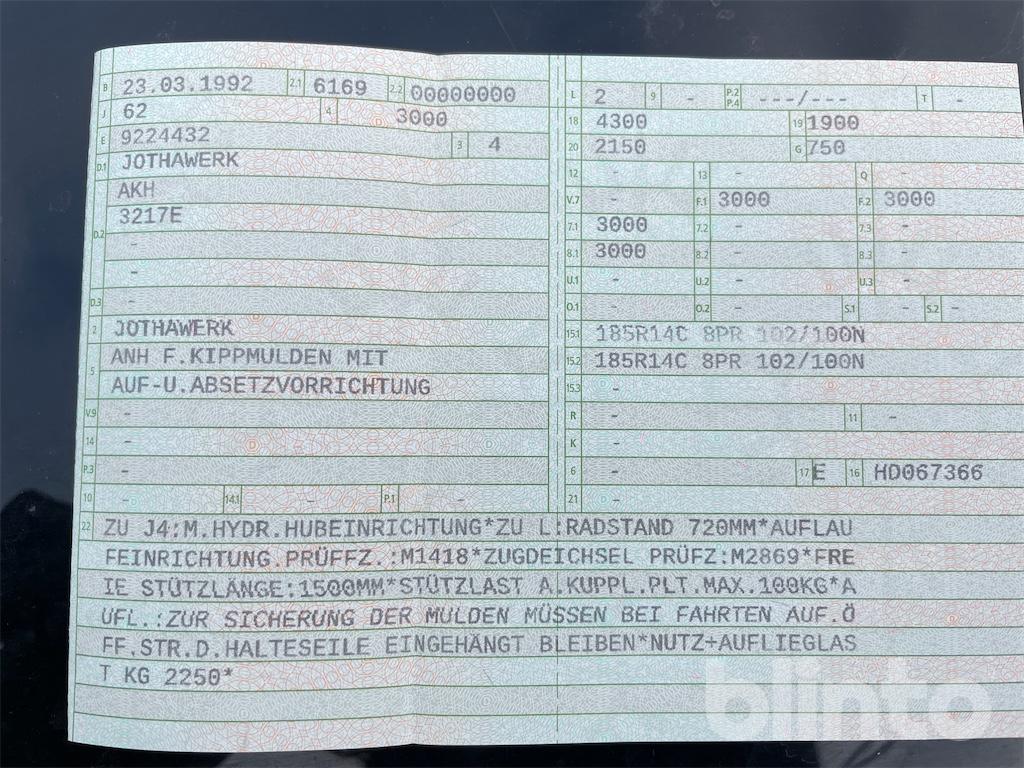 B 23.03.1992 2.1 6169 2.2 00000000
J 62 4 3000
E 9224432 3 4
D.1 JOTHAWERK
AKH
D.2 3217E
-
-
D.3 -
2 JOTHAWERK
5 ANH F.KIPPMULDEN MIT
AUF-U.ABSETZVORRICHTUNG
V.9 -
14 -
P.3 -
10 - 14.1 - P.1 -
L 2 9 - P.2 P.4 ---/--- T -
18 4300 19 1900
20 2150 G 750
12 - 13 - Q -
V.7 - F.1 3000 F.2 3000
7.1 3000 7.2 - 7.3 -
8.1 3000 8.2 - 8.3 -
U.1 - U.2 - U.3 -
O.1 - O.2 - S.1 - S.2 -
15.1 185R14C 8PR 102/100N
15.2 185R14C 8PR 102/100N
15.3 -
R - 11 -
K -
6 - 17 E 16 HD067366
21 -
22 ZU J4:M.HYDR.HUBEINRICHTUNG*ZU L:RADSTAND 720MM*AUFLAU
FEINRICHTUNG.PRÜFFZ.:M1418*ZUGDEICHSEL PRÜFZ:M2869*FRE
IE STÜTZLÄNGE:1500MM*STÜTZLAST A.KUPPL.PLT.MAX.100KG*A
UFL.:ZUR SICHERUNG DER MULDEN MÜSSEN BEI FAHRTEN AUF.Ö
FF.STR.D.HALTESEILE EINGEHÄNGT BLEIBEN*NUTZ+AUFLIEGLAS
T KG 2250*
blinto